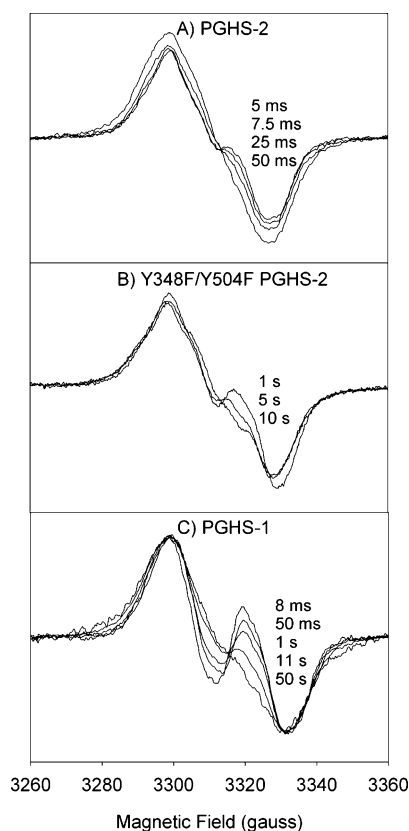 A) PGHS-2
5 ms
7.5 ms
25 ms
50 ms
B) Y348F/Y504F PGHS-2
1 s
5 s
10 s
C) PGHS-1
8 ms
50 ms
1 s
11 s
50 s
3260 3280 3300 3320 3340 3360
Magnetic Field (gauss)